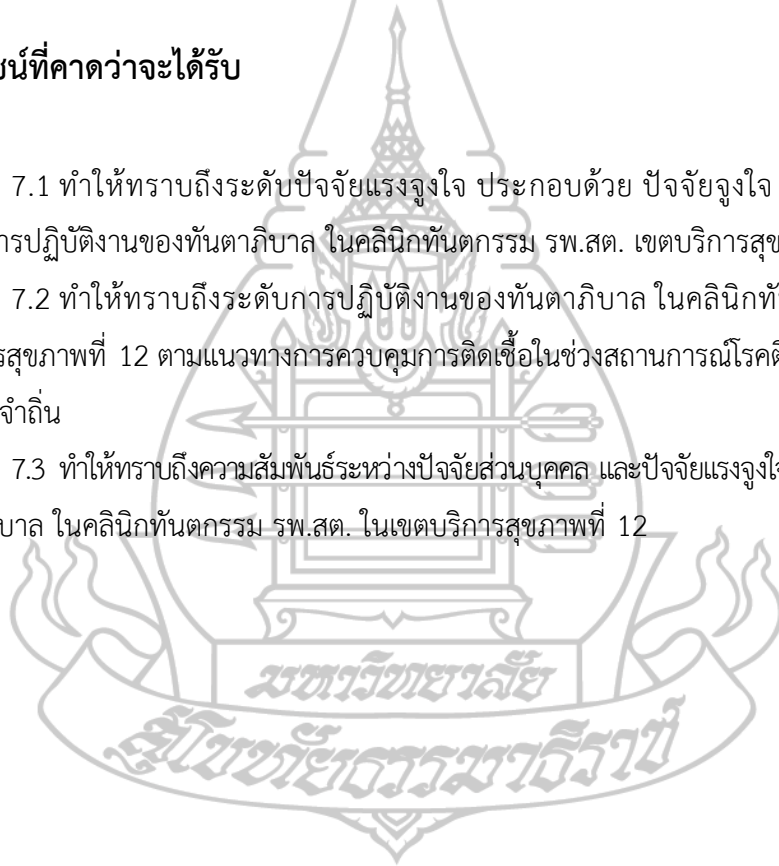 ชน์ที่คาดว่าจะได้รับ
7.1 ทำให้ทราบถึงระดับปัจจัยแรงจูงใจ ประกอบด้วย ปัจจัยจูงใจ
ารปฏิบัติงานของทันตาภิบาล ในคลินิกทันตกรรม รพ.สต. เขตบริการสุข
7.2 ทำให้ทราบถึงระดับการปฏิบัติงานของทันตาภิบาล ในคลินิกทั
รสุขภาพที่ 12 ตามแนวทางการควบคุมการติดเชื้อในช่วงสถานการณ์โรคติ
จำถิ่น
7.3 ทำให้ทราบถึงความสัมพันธ์ระหว่างปัจจัยส่วนบุคคล และปัจจัยแรงจูงใจ
บาล ในคลินิกทันตกรรม รพ.สต. ในเขตบริการสุขภาพที่ 12
มหาวิทยาลัย
สุโขทัยธรรมาธิราช